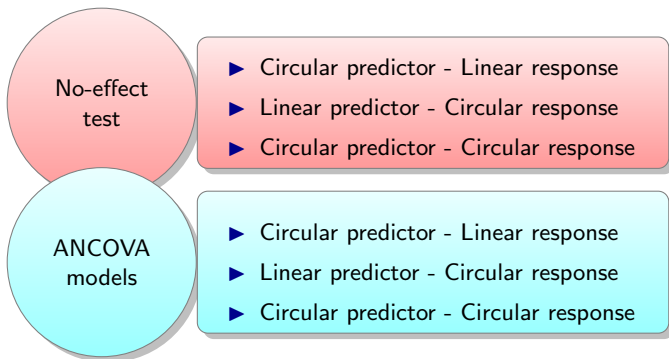 No-effect
test
Circular predictor - Linear response
Linear predictor - Circular response
Circular predictor - Circular response
ANCOVA
models
Circular predictor - Linear response
Linear predictor - Circular response
Circular predictor - Circular response